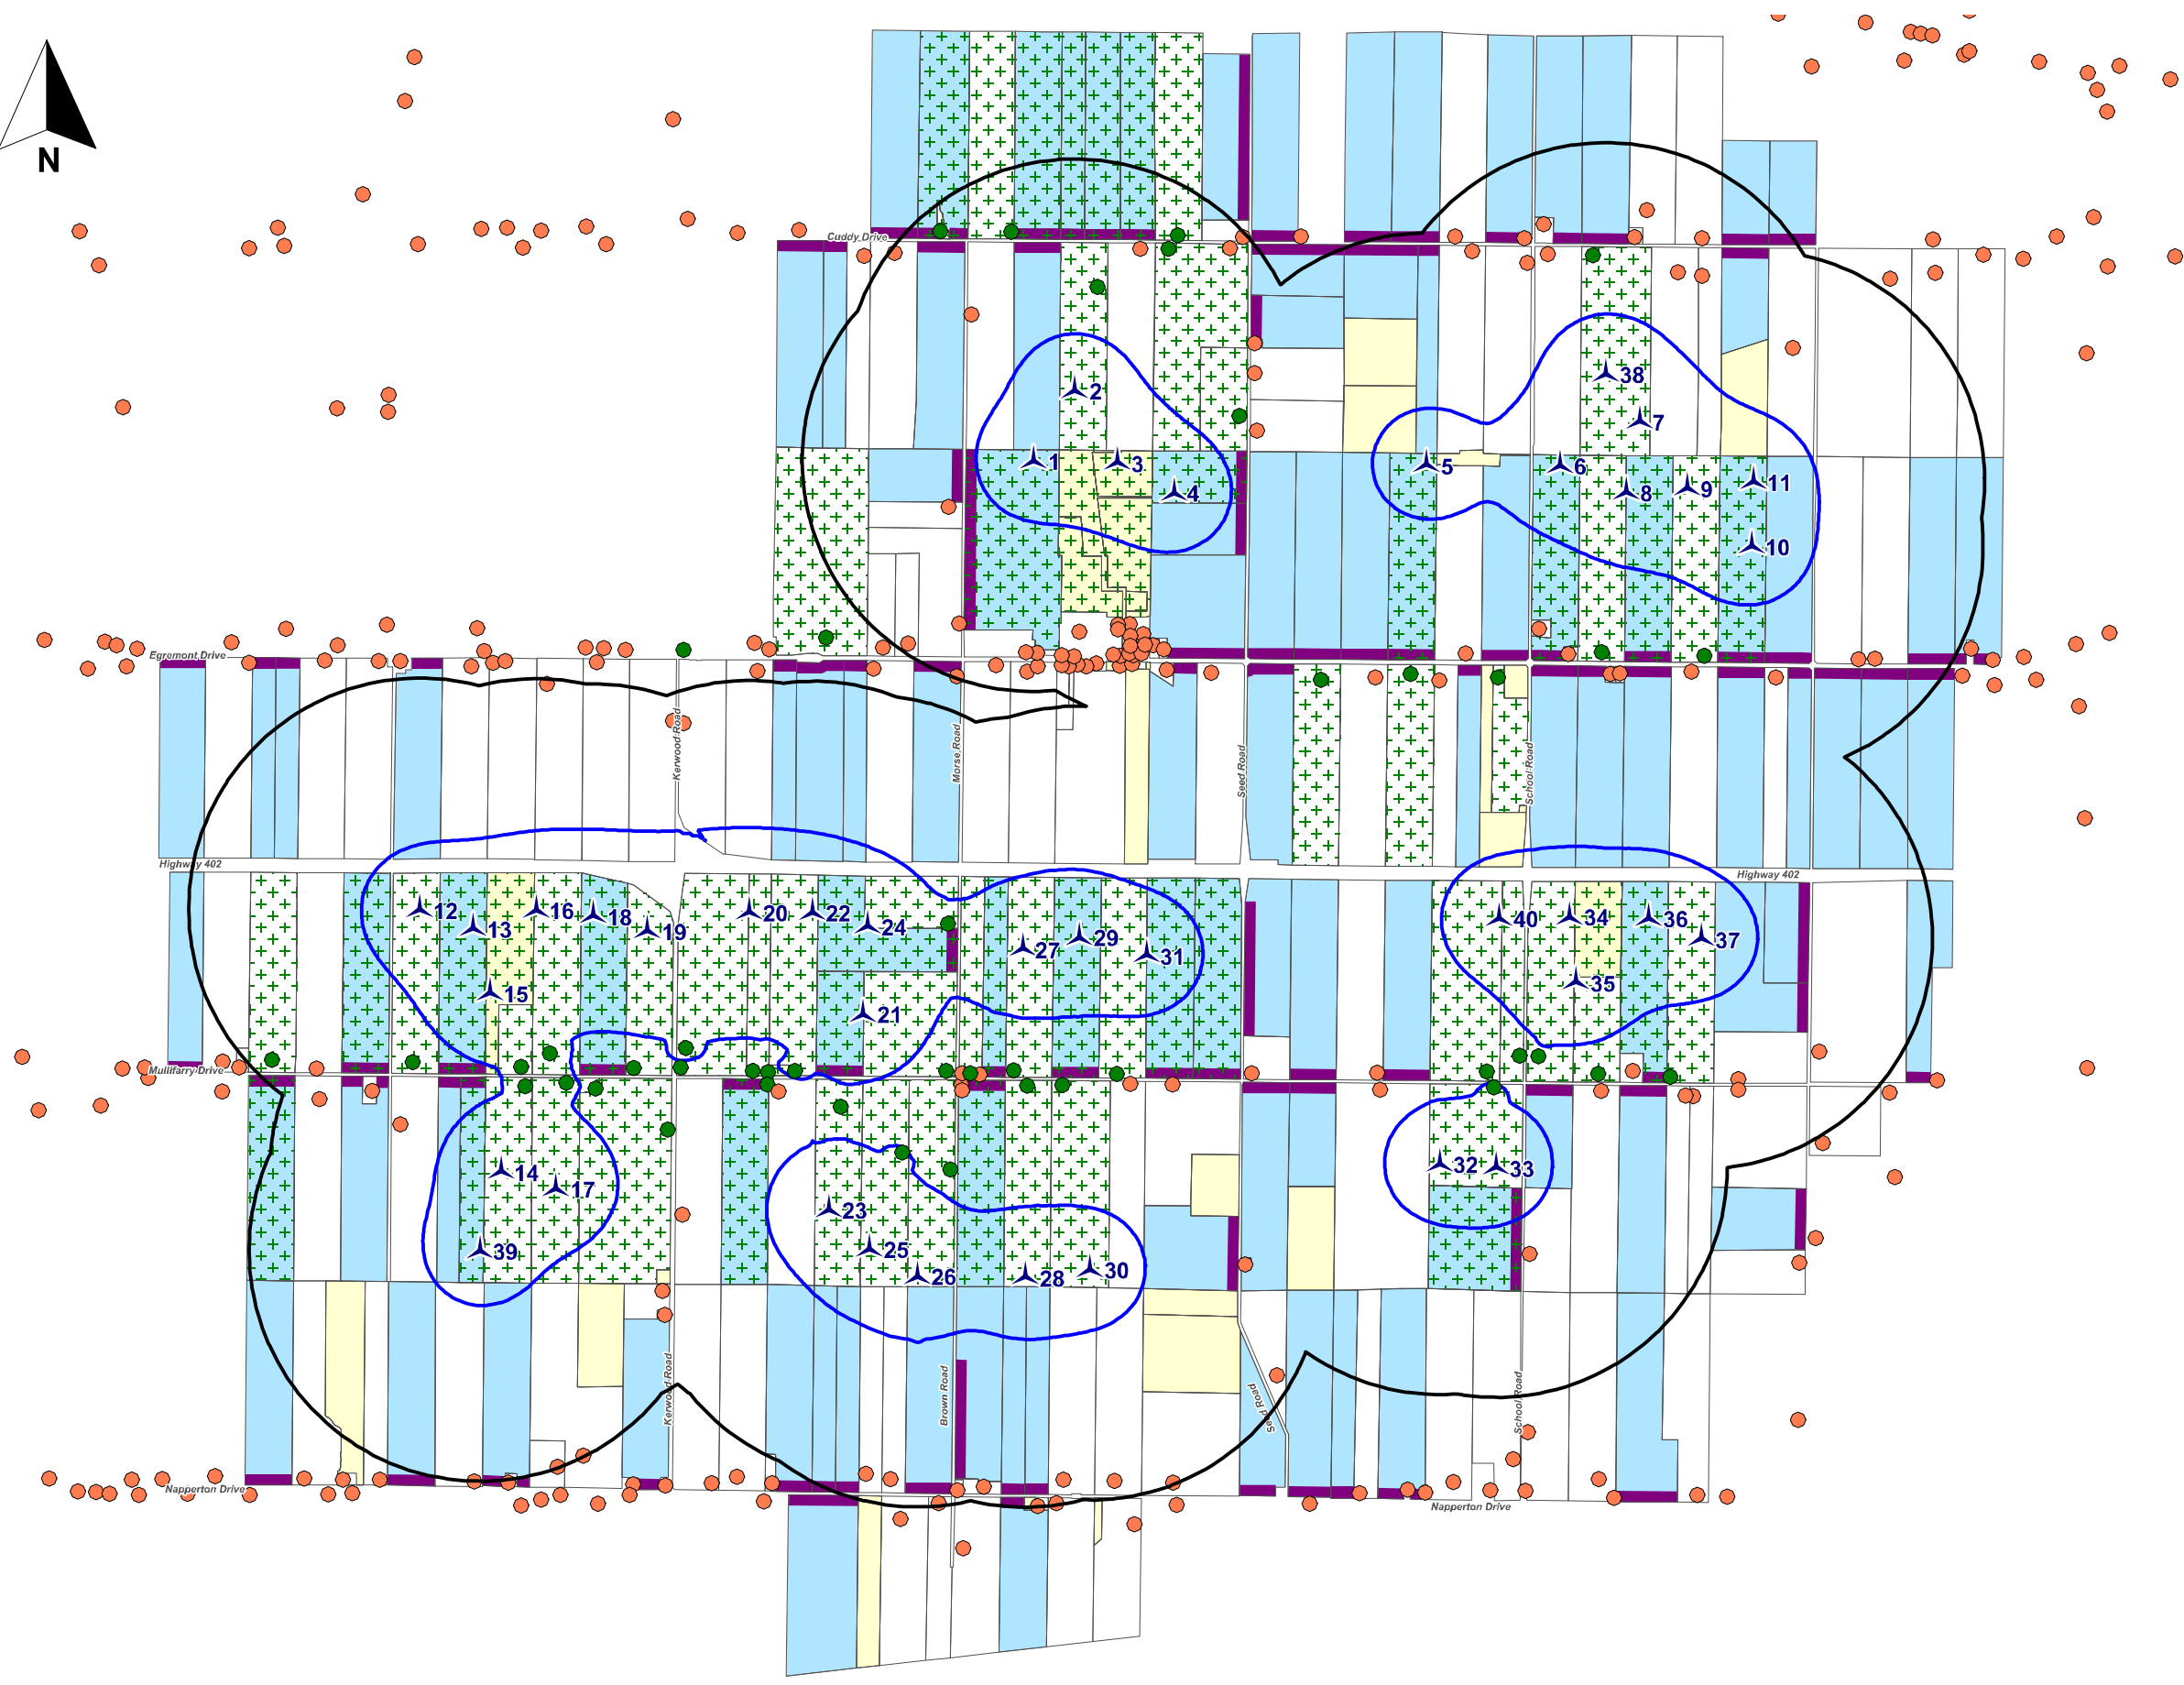 N
Cuddy Drive
2
38
7
1
3
4
5
6
8
9
11
10
Egremont Drive
Kerwood Road
Morse Road
Seed Road
School Road
Highway 402
Highway 402
12
13
16
18
19
20
22
24
27
29
31
40
34
36
37
15
21
35
Mullifarry Drive
14
17
39
23
25
26
28
30
32
33
Kerwood Road
Brown Road
Seed Road
School Road
Napperton Drive
Napperton Drive